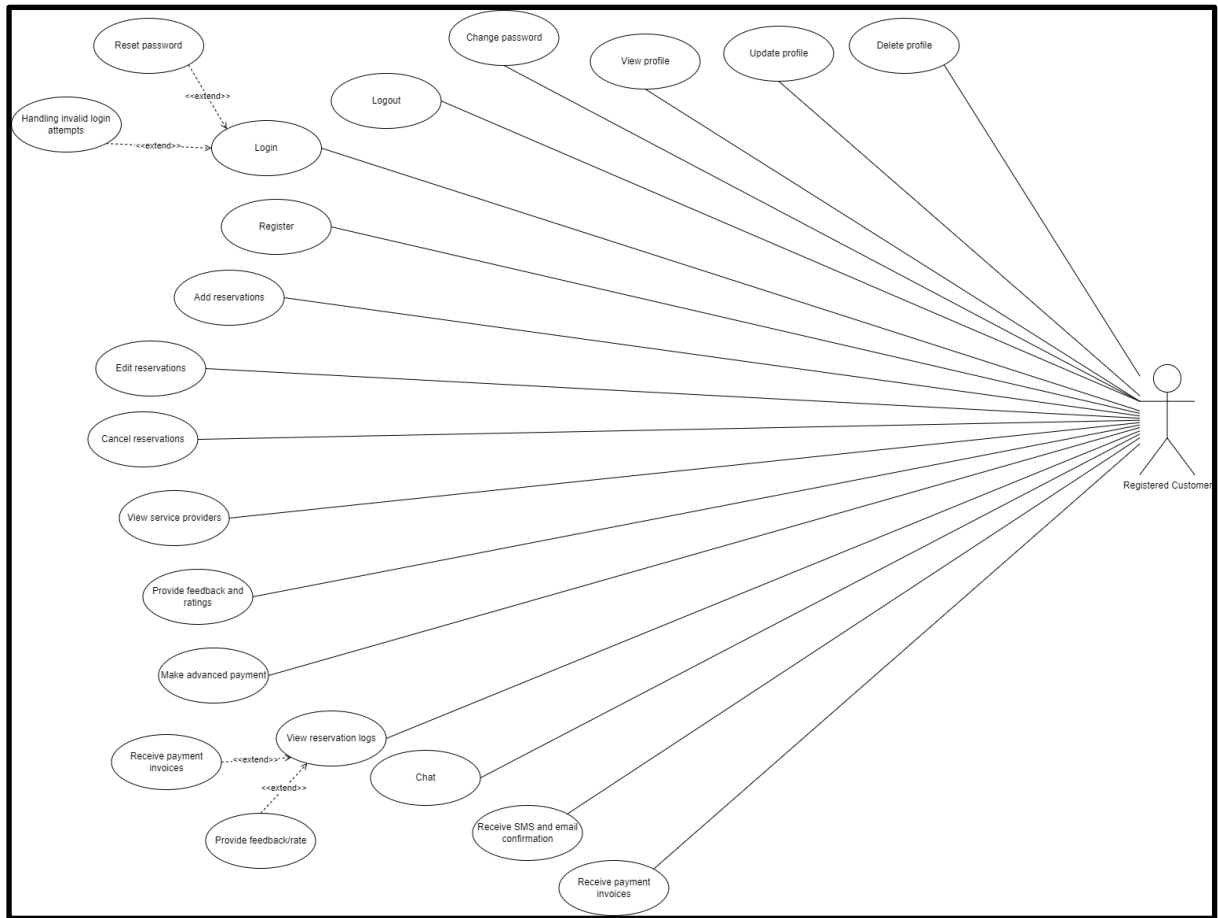 Reset password
Change password
View profile
Update profile
Delete profile
<<extend>>
Logout
Handling invalid login
attempts
<<extend>>
Login
Register
Add reservations
Edit reservations
Cancel reservations
Registered Customer
View service providers
Provide feedback and
ratings
Make advanced payment
View reservation logs
Receive payment
invoices
<<extend>>
Chat
<<extend>>
Provide feedback/rate
Receive SMS and email
confirmation
Receive payment
invoices